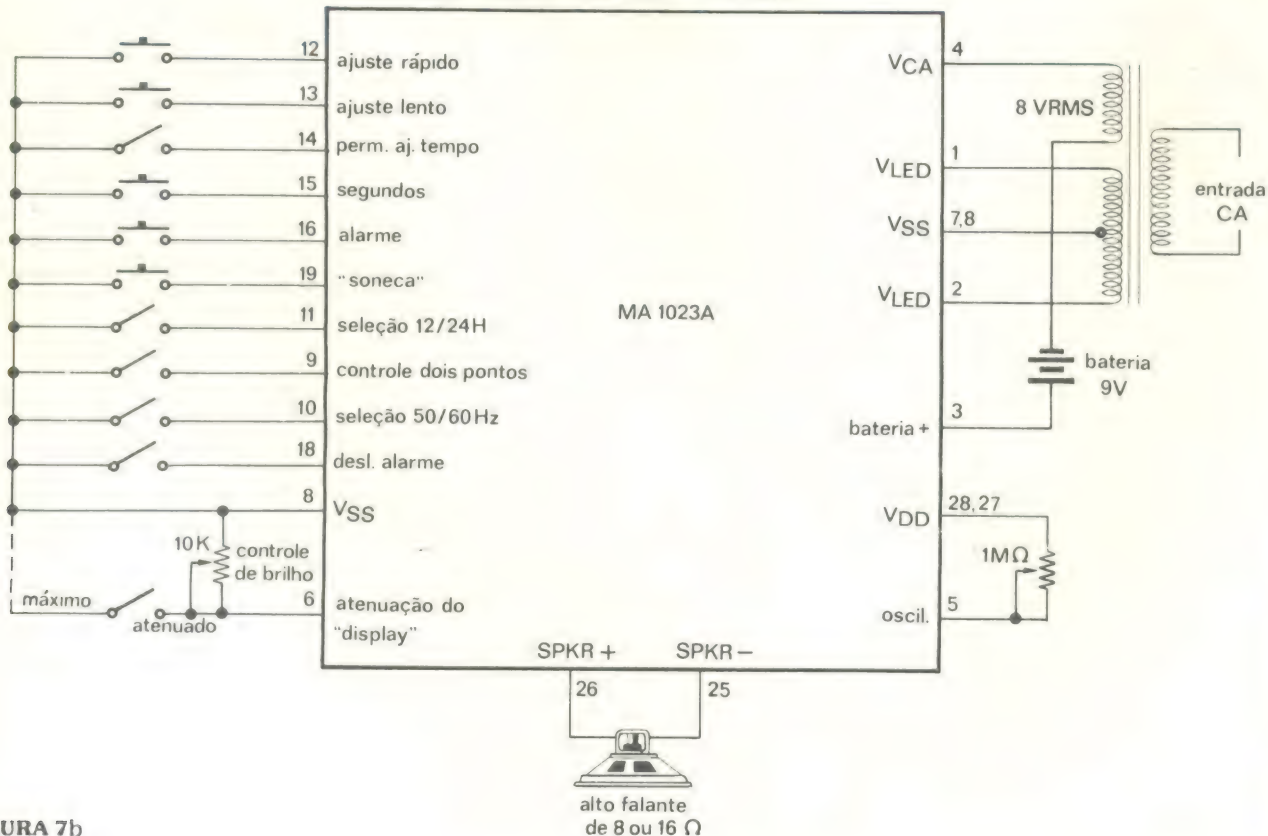 12
ajuste rápido
13
ajuste lento
14
perm. aj. tempo
15
segundos
16
alarme
19
"soneca"
11
seleção 12/24H
9
controle dois pontos
10
seleção 50/60Hz
18
desl. alarme
8
VSS
10K
controle
de brilho
máximo
atenuado
6
atenuação do
"display"
MA 1023A
4
VCA
8 VRMS
1
VLED
7,8
VSS
2
VLED
entrada
CA
bateria
9V
3
bateria +
28,27
VDD
1MΩ
5
oscil.
SPKR +
SPKR −
26
25
alto falante
de 8 ou 16 Ω
URA 7b